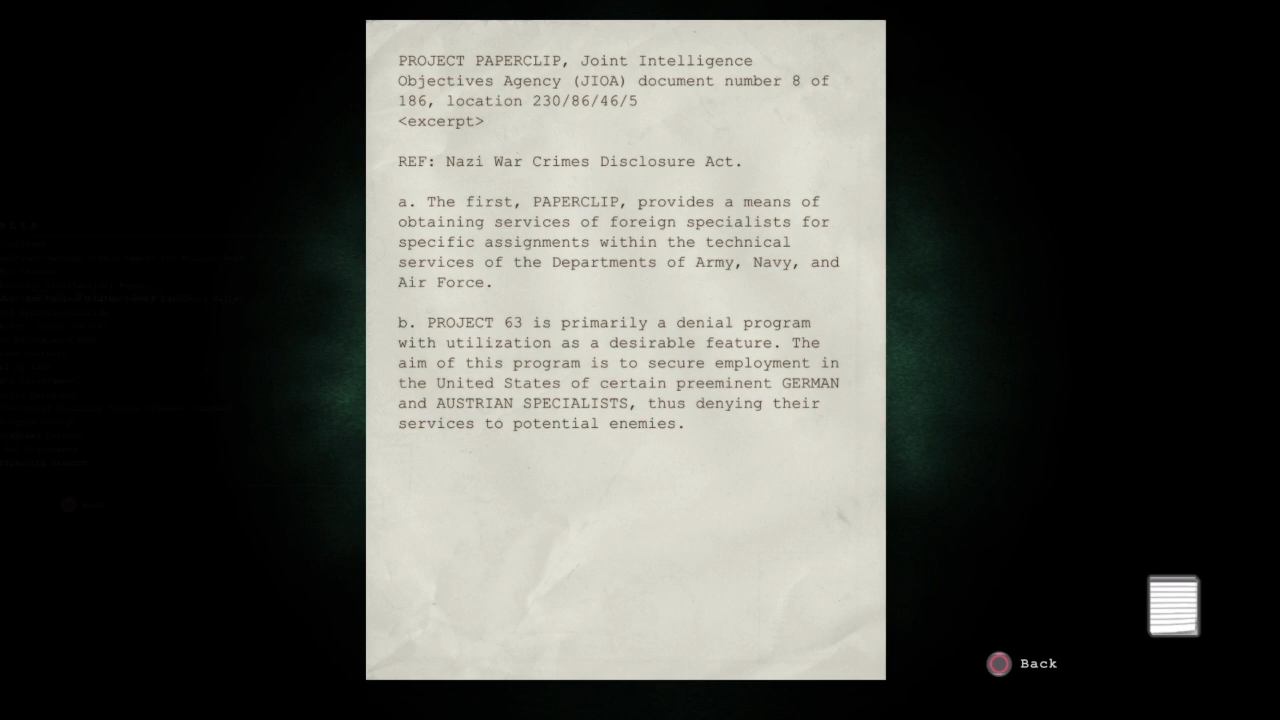 PROJECT PAPERCLIP, Joint Intelligence
Objectives Agency (JIOA) document number 8 of
186, location 230/86/46/5
<excerpt>
REF: Nazi War Crimes Disclosure Act.
a. The first, PAPERCLIP, provides a means of
obtaining services of foreign specialists for
specific assignments within the technical
services of the Departments of Army, Navy, and
Air Force.
b. PROJECT 63 is primarily a denial program
with utilization as a desirable feature. The
aim of this program is to secure employment in
the United States of certain preeminent GERMAN
and AUSTRIAN SPECIALISTS, thus denying their
services to potential enemies.
Back